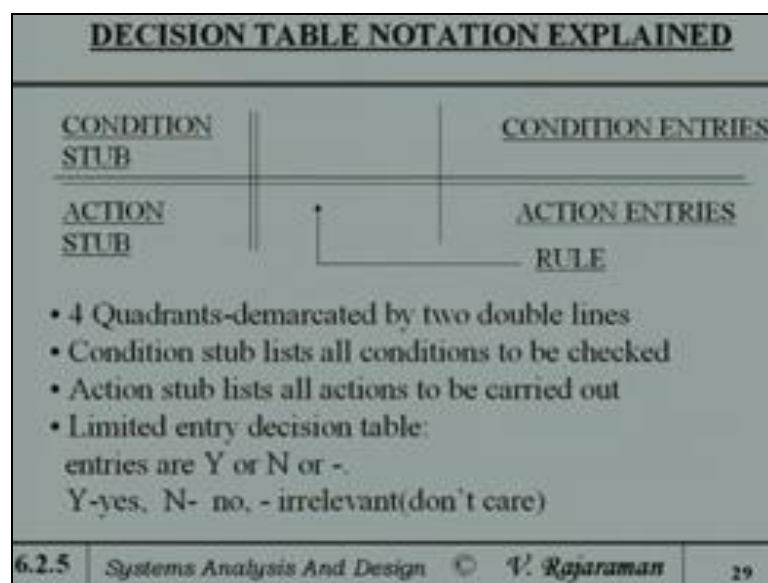 DECISION TABLE NOTATION EXPLAINED
CONDITION STUB
CONDITION ENTRIES
ACTION STUB
ACTION ENTRIES
RULE
• 4 Quadrants-demarcated by two double lines
• Condition stub lists all conditions to be checked
• Action stub lists all actions to be carried out
• Limited entry decision table:
entries are Y or N or -.
Y-yes, N- no, - irrelevant(don't care)
6.2.5 Systems Analysis And Design © V. Rajaraman 29